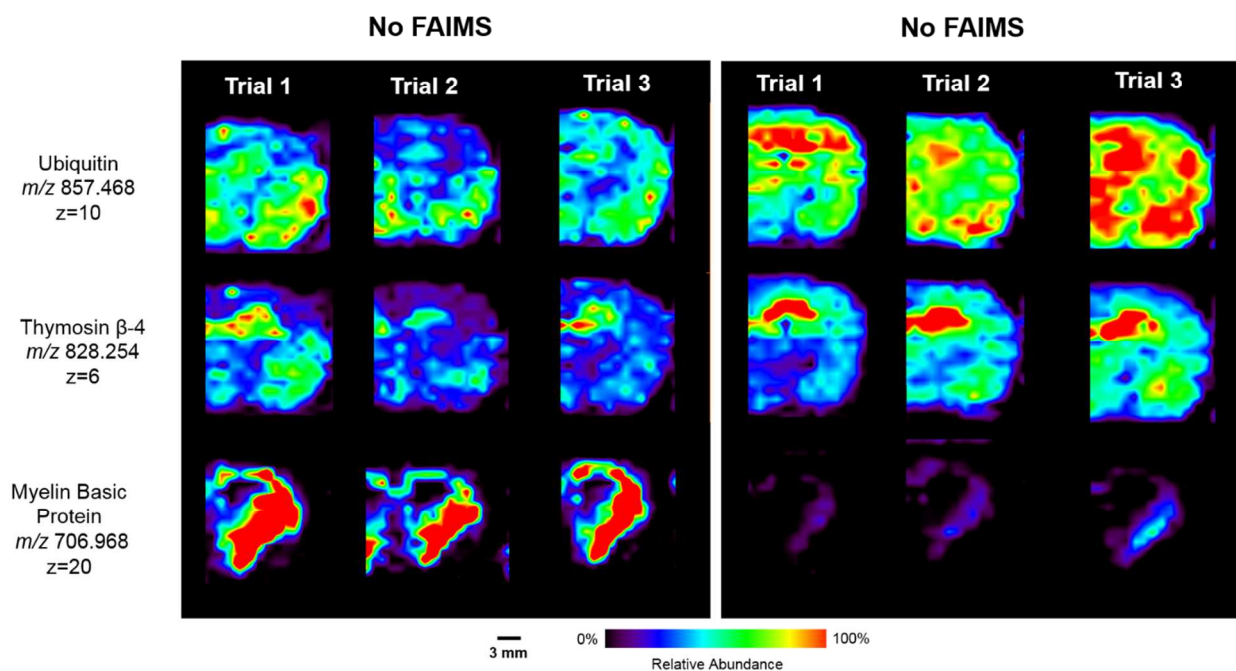 No FAIMS
No FAIMS
Trial 1
Trial 2
Trial 3
Trial 1
Trial 2
Trial 3
Ubiquitin
m/z 857.468
z=10
Thymosin β-4
m/z 828.254
z=6
Myelin Basic
Protein
m/z 706.968
z=20
3 mm
0%
100%
Relative Abundance